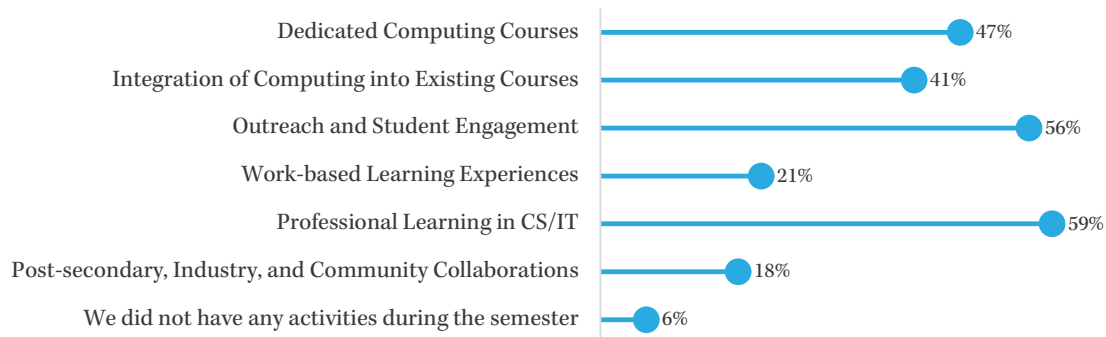 Dedicated Computing Courses 47%
Integration of Computing into Existing Courses 41%
Outreach and Student Engagement 56%
Work-based Learning Experiences 21%
Professional Learning in CS/IT 59%
Post-secondary, Industry, and Community Collaborations 18%
We did not have any activities during the semester 6%